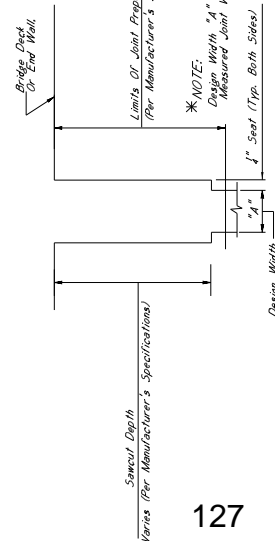 Bridge Deck
Or End Wall.
Limits Of Joint Prep
(Per Manufacturer's
* NOTE:
Design Width "A"
Measured Joint
Seat (Typ. Both Sides)
"A"
Design Width
Sawcut Depth
Varies (Per Manufacturer's Specifications)
127